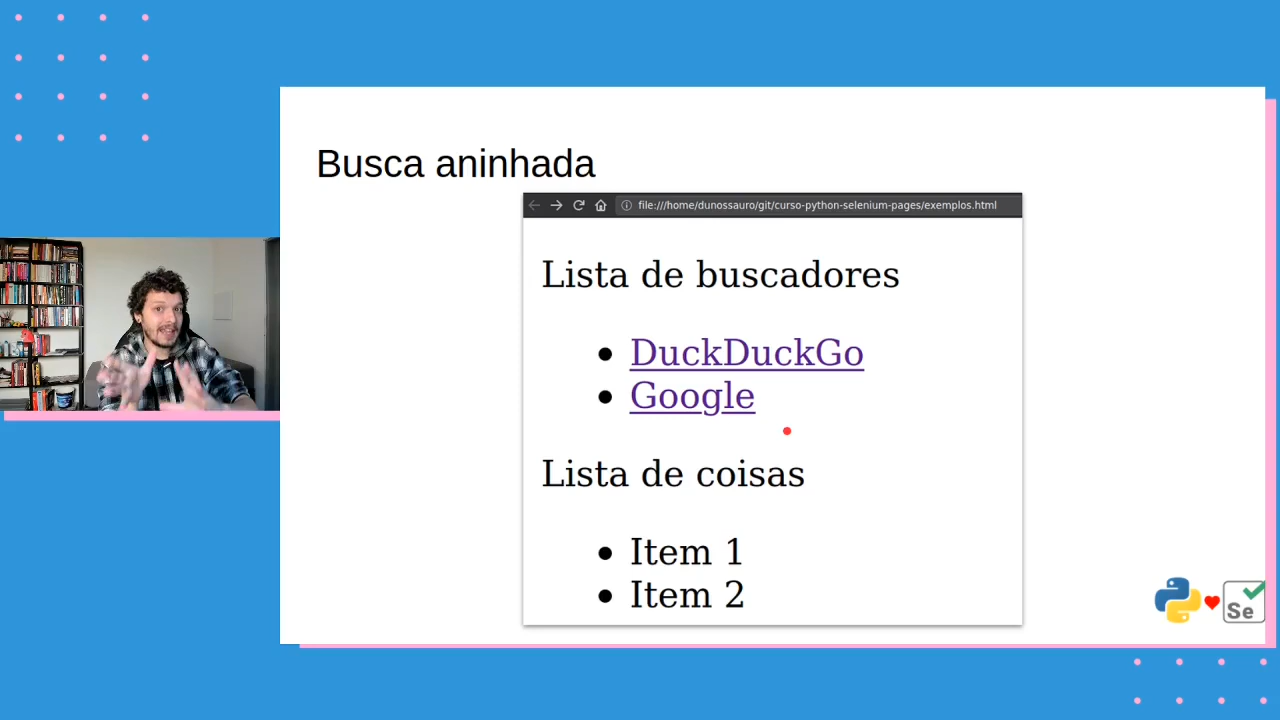 Busca aninhada
file:///home/dunossauro/git/curso-python-selenium-pages/exemplos.html
Lista de buscadores
DuckDuckGo
Google
Lista de coisas
Item 1
Item 2
Se